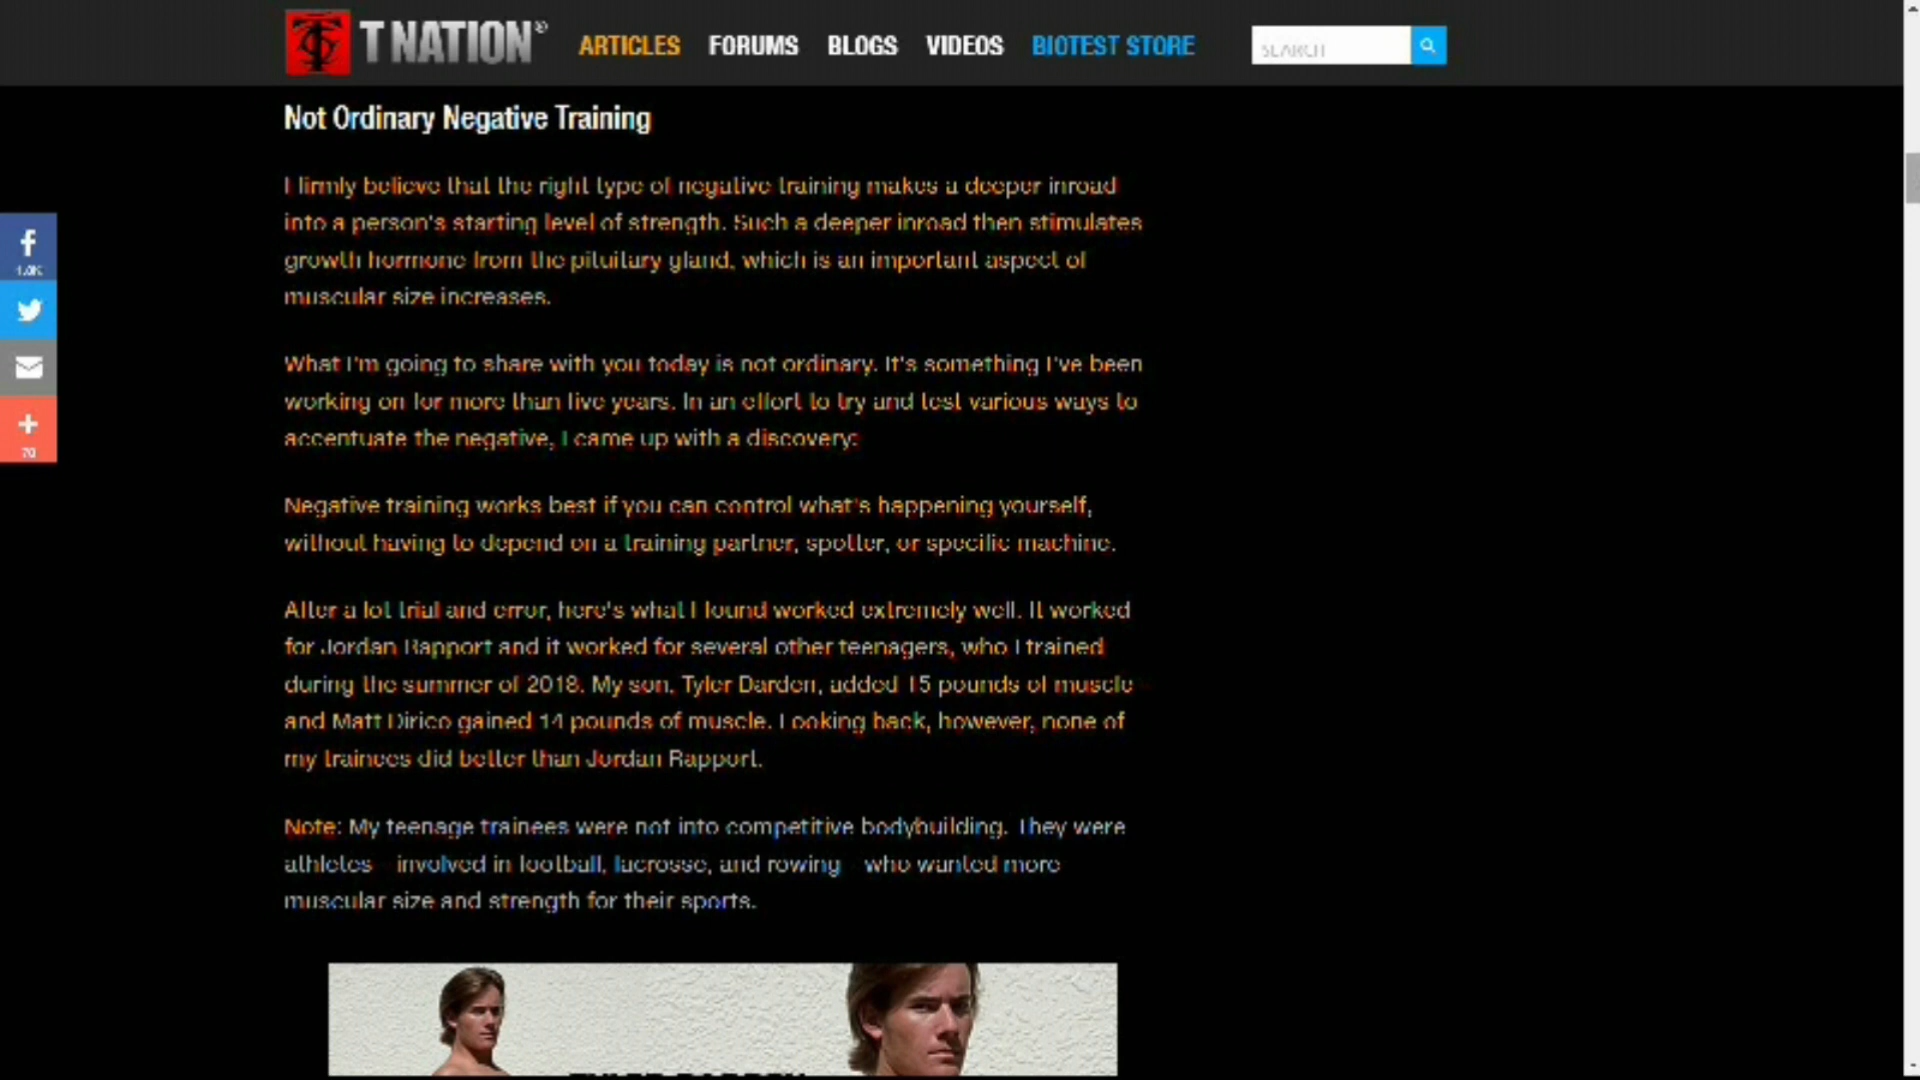 T NATION® ARTICLES FORUMS BLOGS VIDEOS BIOTEST STORE SEARCH
Not Ordinary Negative Training
I firmly believe that the right type of negative training makes a deeper inroad
into a person's starting level of strength. Such a deeper inroad then stimulates
growth hormone from the pituitary gland, which is an important aspect of
muscular size increases.
What I'm going to share with you today is not ordinary. It's something I've been
working on for more than five years. In an effort to try and test various ways to
accentuate the negative, I came up with a discovery:
Negative training works best if you can control what's happening yourself,
without having to depend on a training partner, spotter, or specific machine.
After a lot trial and error, here's what I found worked extremely well. It worked
for Jordan Rapport and it worked for several other teenagers, who I trained
during the summer of 2018. My son, Tyler Darden, added 15 pounds of muscle
and Matt Dirico gained 14 pounds of muscle. Looking back, however, none of
my trainees did better than Jordan Rapport.
Note: My teenage trainees were not into competitive bodybuilding. They were
athletes – involved in football, lacrosse, and rowing – who wanted more
muscular size and strength for their sports.
70